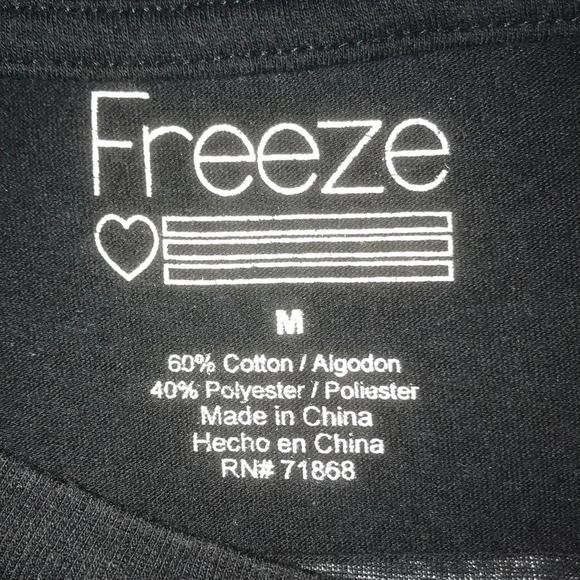 Freeze
M
60% Cotton / Algodon
40% Polyester / Poliester
Made in China
Hecho en China
RN# 71868